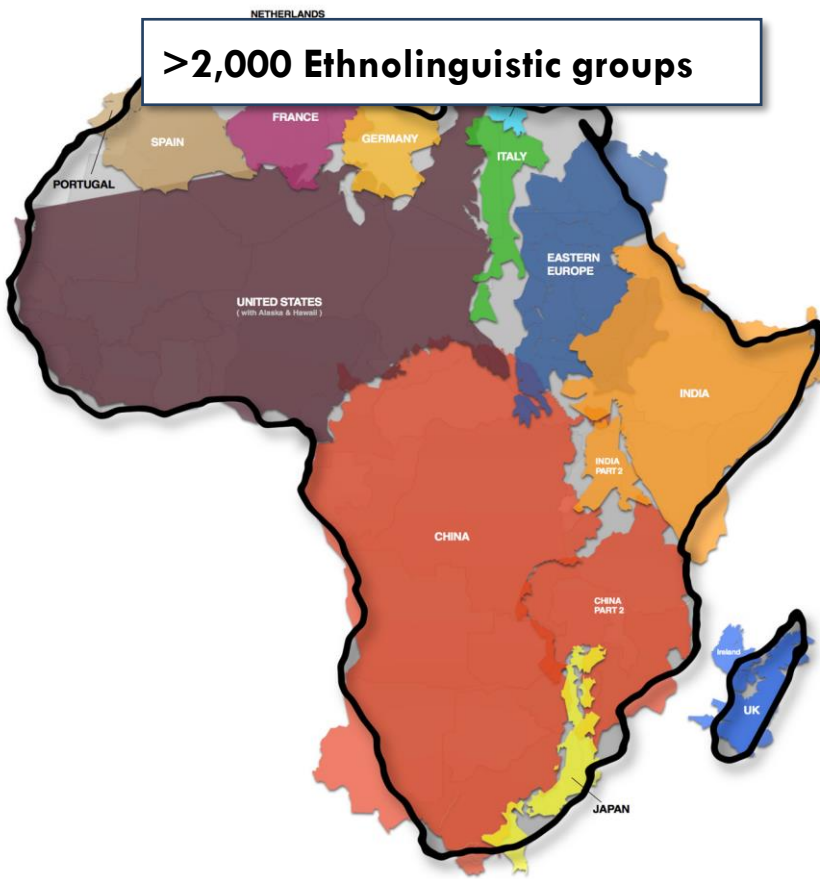 NETHERLANDS
>2,000 Ethnolinguistic groups
FRANCE
SPAIN
GERMANY
ITALY
PORTUGAL
EASTERN
EUROPE
UNITED STATES
( with Alaska & Hawaii )
INDIA
INDIA
PART 2
CHINA
CHINA
PART 2
Ireland
UK
JAPAN